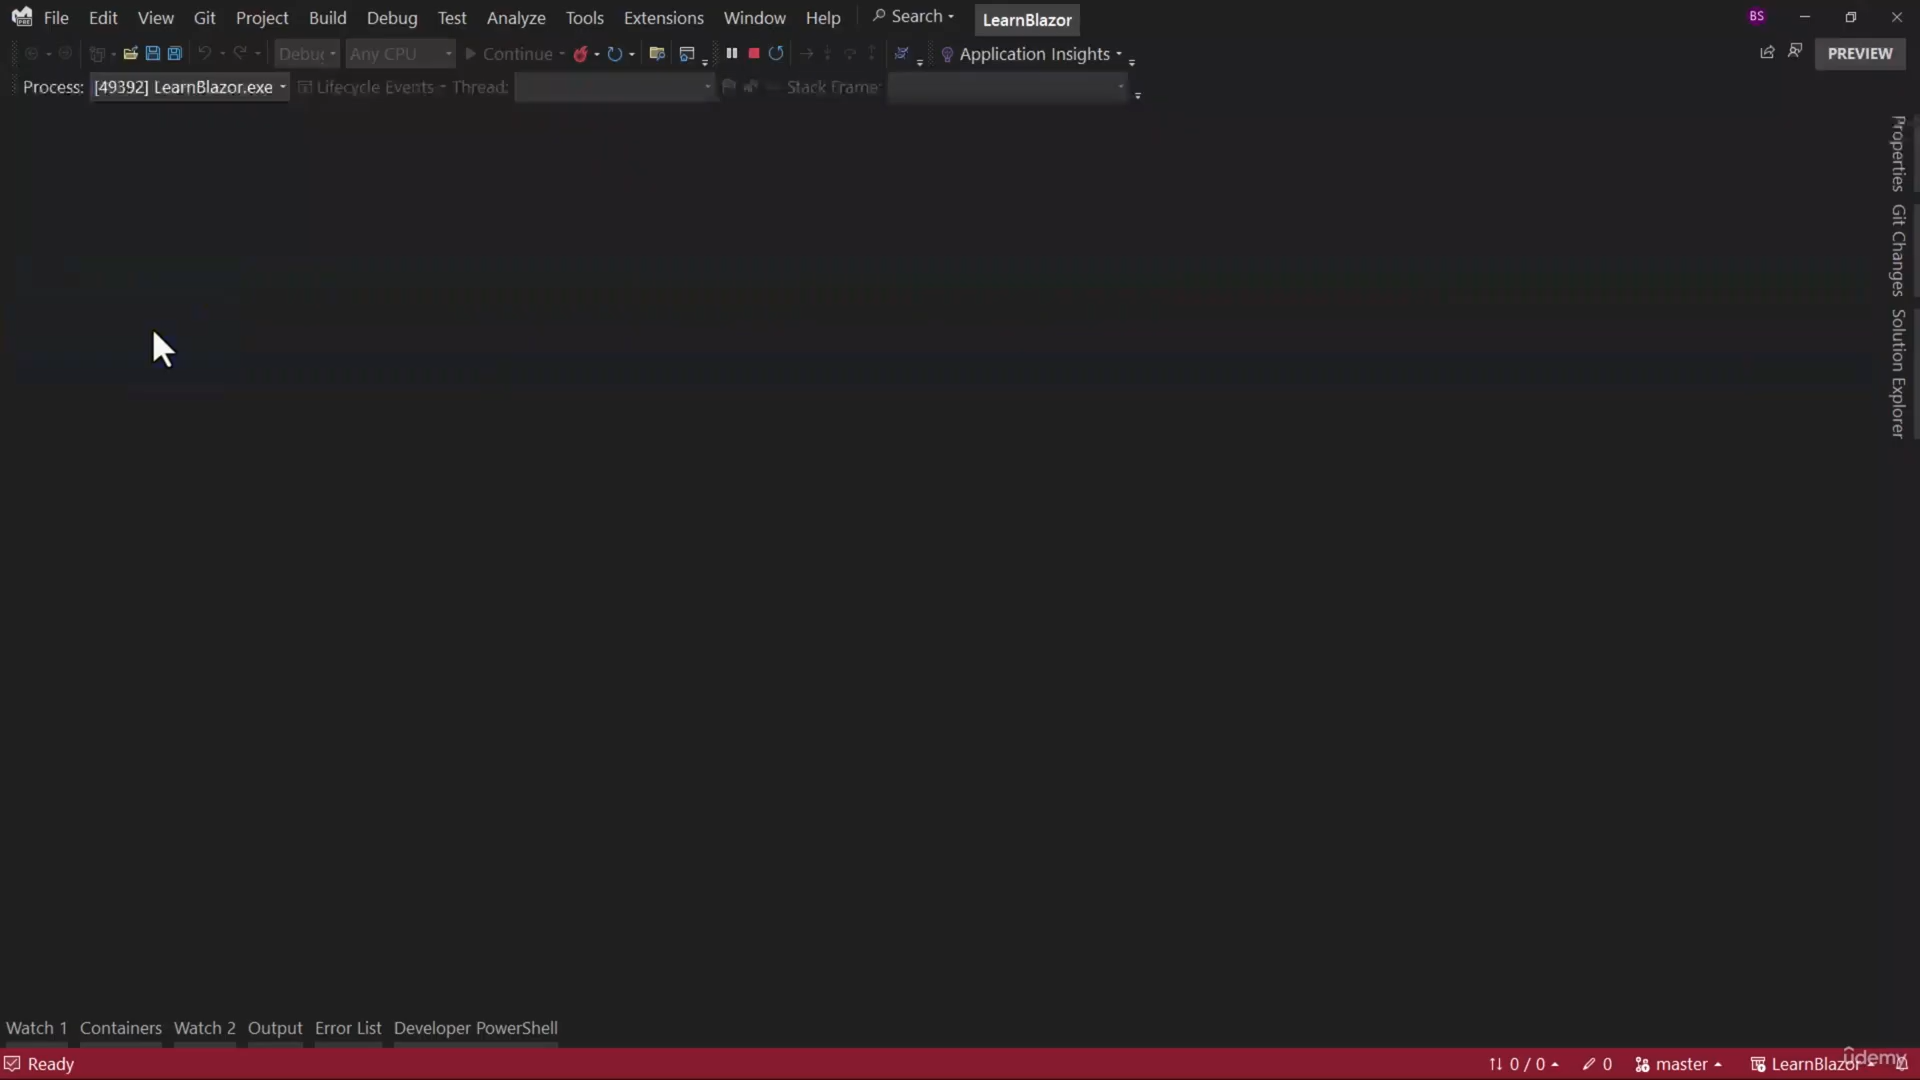 File Edit View Git Project Build Debug Test Analyze Tools Extensions Window Help Search LearnBlazor BS
Debug Any CPU Continue Application Insights PREVIEW
Process: [49392] LearnBlazor.exe Lifecycle Events Thread: Stack Frame:
Properties
Git Changes
Solution Explorer
Watch 1 Containers Watch 2 Output Error List Developer PowerShell
Ready 0 / 0 0 master LearnBlazor
udemy